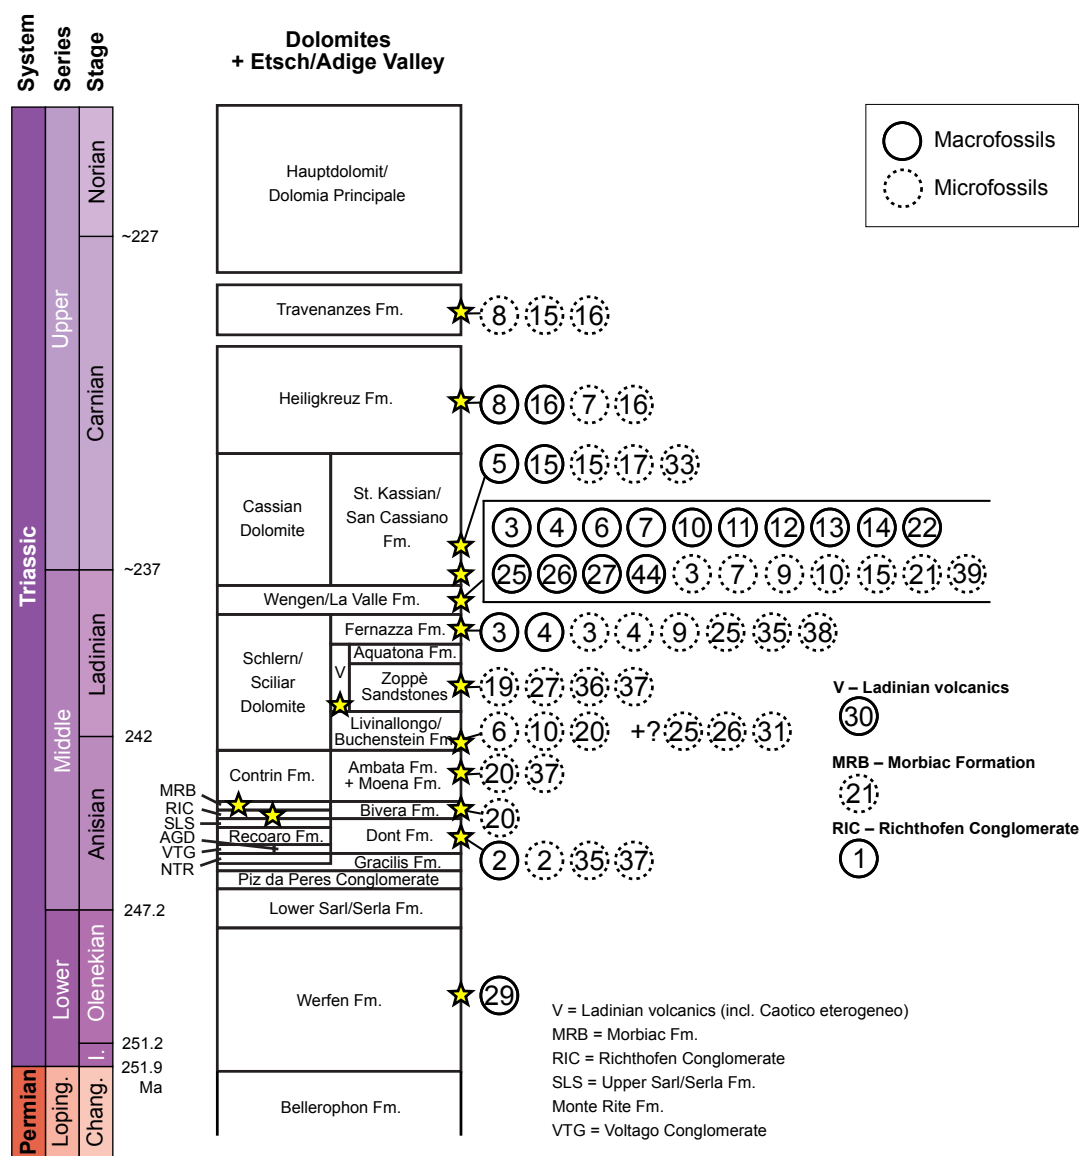 System
Series
Stage
Dolomites
+ Etsch/Adige Valley
Macrofossils
Microfossils
Triassic
Permian
Upper
Middle
Lower
Loping.
Norian
Carnian
Ladinian
Anisian
Olenekian
I.
Chang.
~227
~237
242
247.2
251.2
251.9
Ma
Hauptdolomit/
Dolomia Principale
Travenanzes Fm.
8 15 16
Heiligkreuz Fm.
8 16 7 16
Cassian
Dolomite
St. Kassian/
San Cassiano
Fm.
5 15 15 17 33
3 4 6 7 10 11 12 13 14 22
25 26 27 44 3 7 9 10 15 21 39
Wengen/La Valle Fm.
Schlern/
Sciliar
Dolomite
Fernazza Fm.
3 4 3 4 9 25 35 38
V
Aquatona Fm.
Zoppè
Sandstones
19 27 36 37
Livinallongo/
Buchenstein Fm.
6 10 20 +? 25 26 31
Contrin Fm.
Ambata Fm.
+ Moena Fm.
20 37
MRB
RIC
SLS
AGD
VTG
NTR
Bivera Fm.
20
Recoaro Fm.
Dont Fm.
2 2 35 37
Gracilis Fm.
Piz da Peres Conglomerate
Lower Sarl/Serla Fm.
Werfen Fm.
29
Bellerophon Fm.
V – Ladinian volcanics
30
MRB – Morbiac Formation
21
RIC – Richthofen Conglomerate
1
V = Ladinian volcanics (incl. Caotico eterogeneo)
MRB = Morbiac Fm.
RIC = Richthofen Conglomerate
SLS = Upper Sarl/Serla Fm.
Monte Rite Fm.
VTG = Voltago Conglomerate